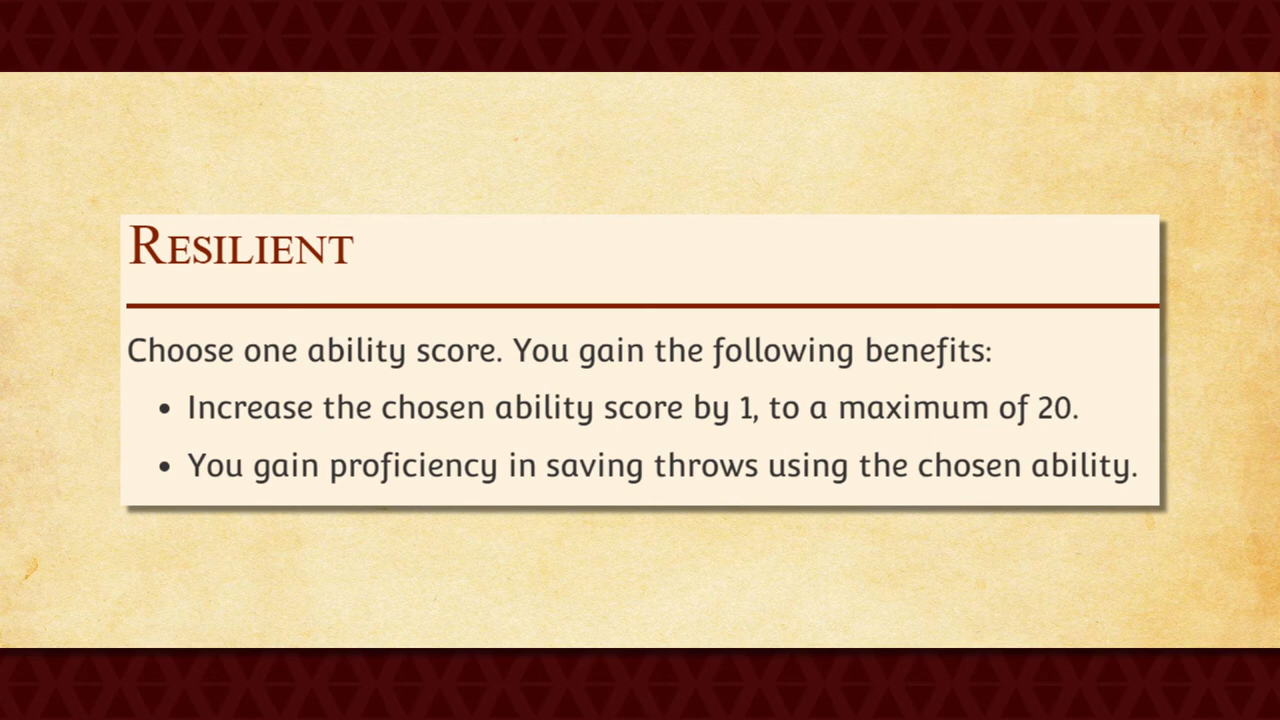 Resilient
Choose one ability score. You gain the following benefits:
• Increase the chosen ability score by 1, to a maximum of 20.
• You gain proficiency in saving throws using the chosen ability.